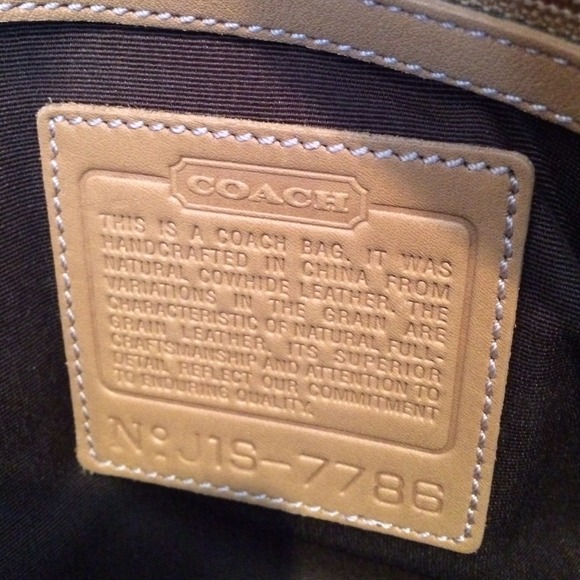 COACH
THIS IS A COACH BAG. IT WAS
HANDCRAFTED IN CHINA FROM
NATURAL COWHIDE LEATHER. THE
VARIATIONS IN THE GRAIN ARE
CHARACTERISTIC OF NATURAL FULL-
GRAIN LEATHER. ITS SUPERIOR
CRAFTSMANSHIP AND ATTENTION TO
DETAIL REFLECT OUR COMMITMENT
TO ENDURING QUALITY.
No: J1S-7786